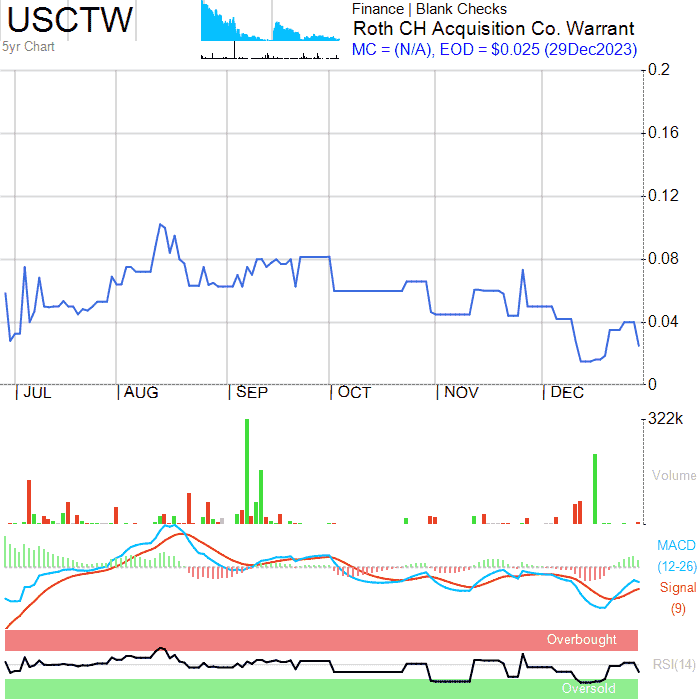 USCTW
5yr Chart
Finance | Blank Checks
Roth CH Acquisition Co. Warrant
MC = (N/A), EOD = $0.025 (29Dec2023)
0.2
0.16
0.12
0.08
0.04
0
JUL AUG SEP OCT NOV DEC
322k
Volume
MACD
(12-26)
Signal
(9)
Overbought
RSI(14)
Oversold